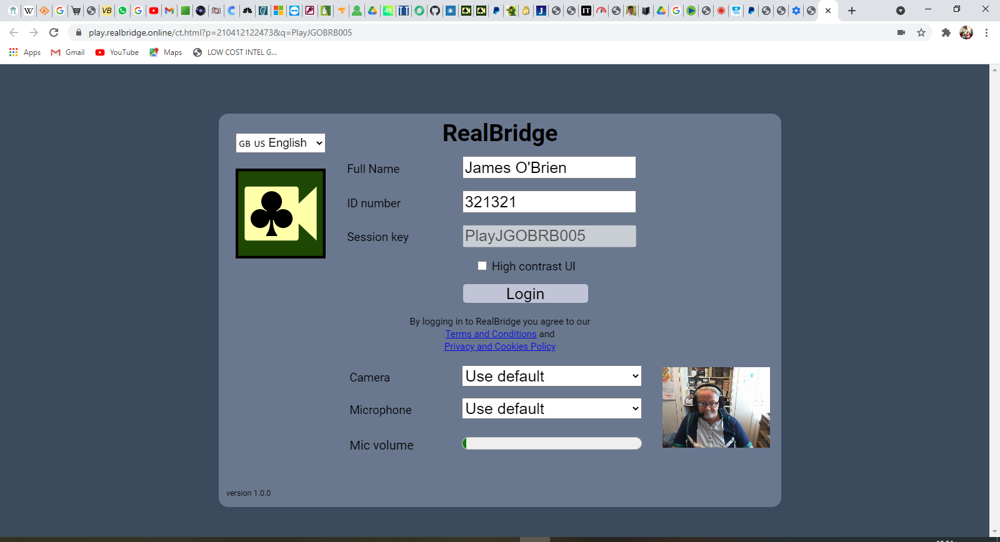 play.realbridge.online/ct.html?p=210412122473&q=PlayJGOBRB005
Apps
Gmail
YouTube
Maps
LOW COST INTEL G...
RealBridge
GB US English
Full Name
James O'Brien
ID number
321321
Session key
PlayJGOBRB005
High contrast UI
Login
By logging in to RealBridge you agree to our
Terms and Conditions and
Privacy and Cookies Policy
Camera
Use default
Microphone
Use default
Mic volume
version 1.0.0